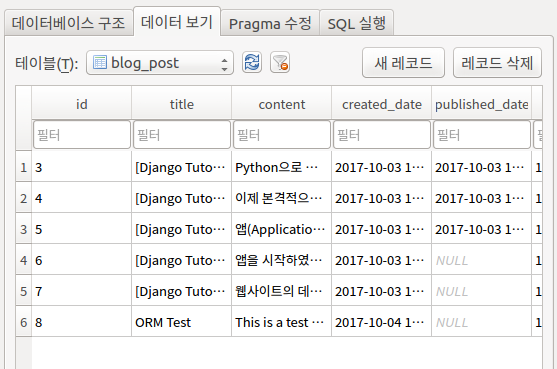 데이터베이스 구조 데이터 보기 Pragma 수정 SQL 실행
테이블(T): blog_post 새 레코드 레코드 삭제
id title content created_date published_date
필터 필터 필터 필터 필터
1 3 [Django Tuto… Python으로 … 2017-10-03 1… 2017-10-03 1… 1
2 4 [Django Tuto… 이제 본격적으… 2017-10-03 1… 2017-10-03 1… 1
3 5 [Django Tuto… 앱(Applicatio… 2017-10-03 1… 2017-10-03 1… 1
4 6 [Django Tuto… 앱을 시작하였… 2017-10-03 1… NULL 1
5 7 [Django Tuto… 웹사이트의 데… 2017-10-03 1… NULL 1
6 8 ORM Test This is a test … 2017-10-04 1… NULL 1